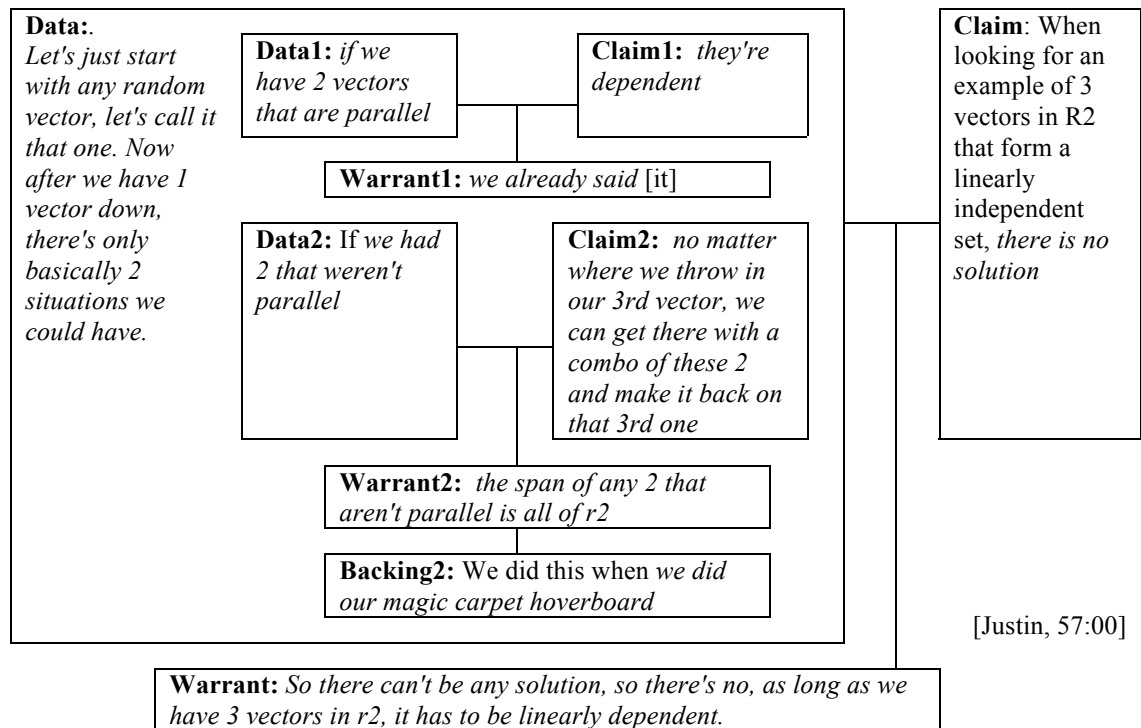 Data:.
Let's just start
with any random
vector, let's call it
that one. Now
after we have 1
vector down,
there's only
basically 2
situations we
could have.
Data1: if we
have 2 vectors
that are parallel
Claim1: they're
dependent
Warrant1: we already said [it]
Data2: If we had
2 that weren't
parallel
Claim2: no matter
where we throw in
our 3rd vector, we
can get there with a
combo of these 2
and make it back on
that 3rd one
Warrant2: the span of any 2 that
aren't parallel is all of r2
Backing2: We did this when we did
our magic carpet hoverboard
Claim: When
looking for an
example of 3
vectors in R2
that form a
linearly
independent
set, there is no
solution
[Justin, 57:00]
Warrant: So there can't be any solution, so there's no, as long as we
have 3 vectors in r2, it has to be linearly dependent.